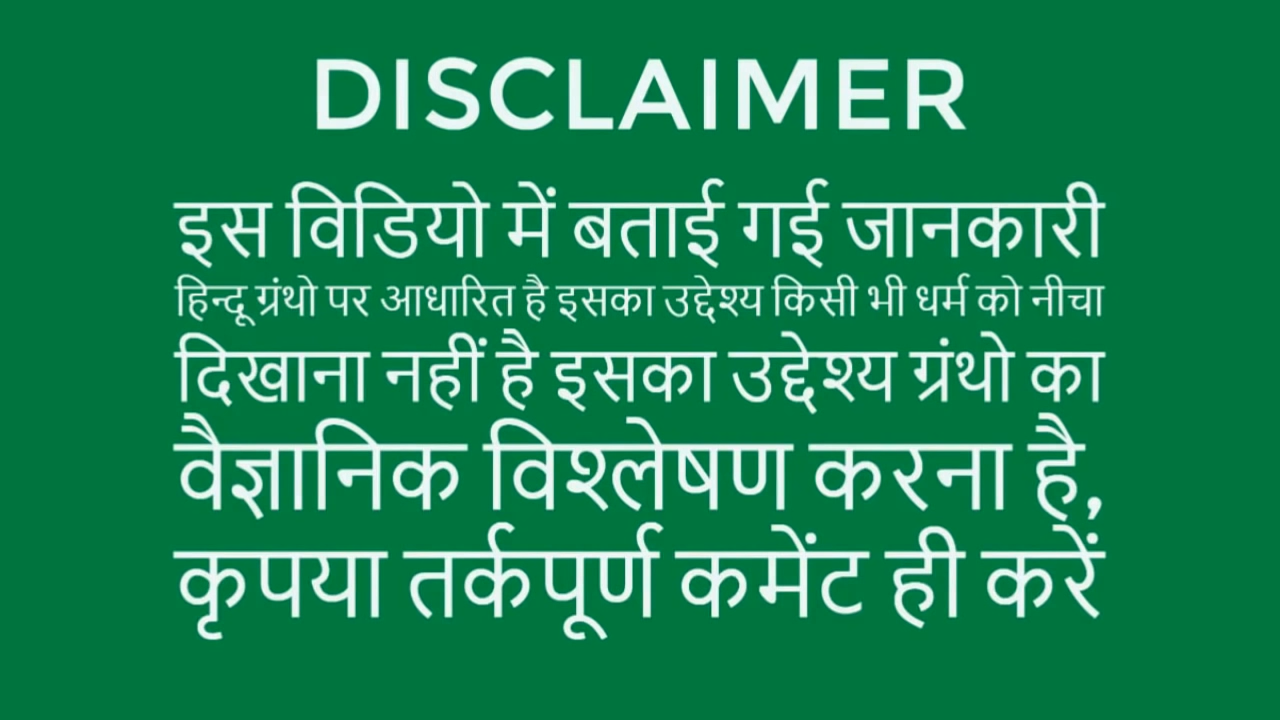 DISCLAIMER
इस विडियो में बताई गई जानकारी
हिन्दू ग्रंथो पर आधारित है इसका उद्देश्य किसी भी धर्म को नीचा
दिखाना नहीं है इसका उद्देश्य ग्रंथो का
वैज्ञानिक विश्लेषण करना है,
कृपया तर्कपूर्ण कमेंट ही करें